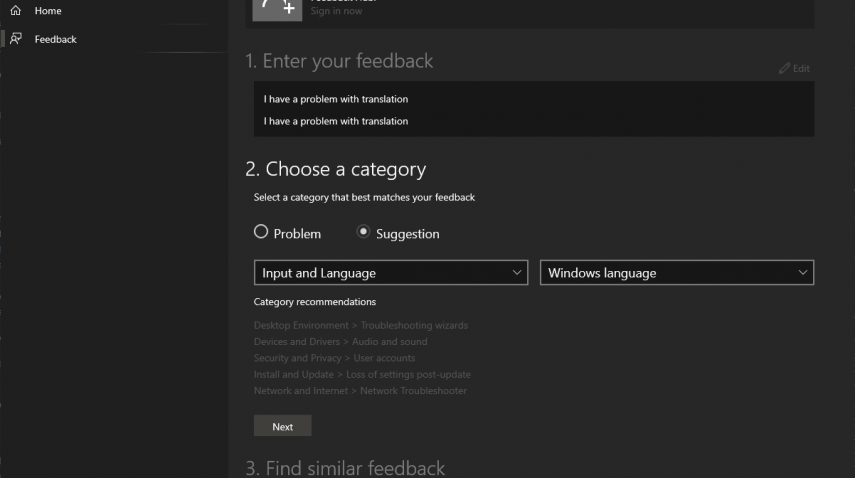 Home
Sign in now
Feedback
1. Enter your feedback
Edit
I have a problem with translation
I have a problem with translation
2. Choose a category
Select a category that best matches your feedback
Problem
Suggestion
Input and Language
Windows language
Category recommendations
Desktop Environment > Troubleshooting wizards
Devices and Drivers > Audio and sound
Security and Privacy > User accounts
Install and Update > Loss of settings post-update
Network and Internet > Network Troubleshooter
Next
3. Find similar feedback